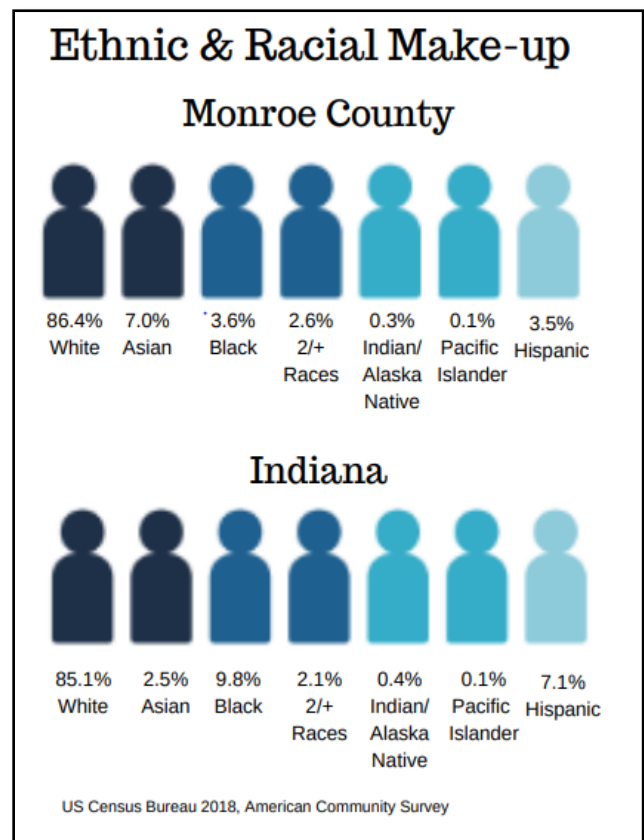 Ethnic & Racial Make-up
Monroe County
86.4% 7.0% 3.6% 2.6% 0.3% 0.1% 3.5%
White Asian Black 2/+ Indian/ Pacific Hispanic
Races Alaska Islander
Native
Indiana
85.1% 2.5% 9.8% 2.1% 0.4% 0.1% 7.1%
White Asian Black 2/+ Indian/ Pacific Hispanic
Races Alaska Islander
Native
US Census Bureau 2018, American Community Survey